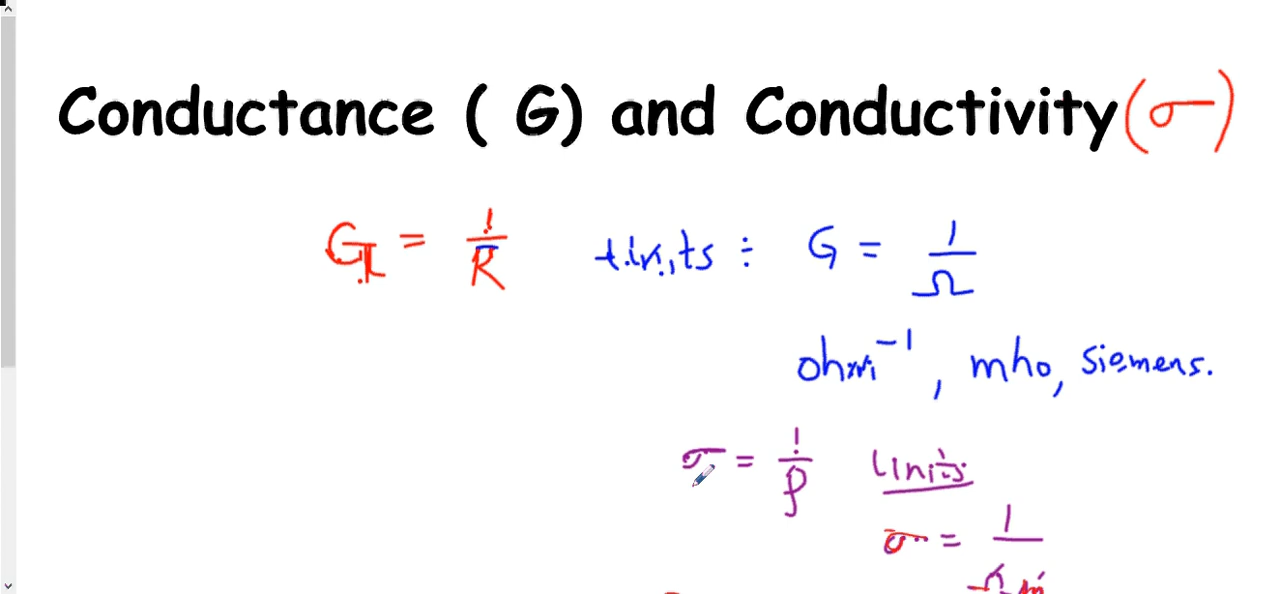 Conductance ( G) and Conductivity (σ)
G = 1/R units : G = 1/Ω
ohm⁻¹, mho, siemens.
σ = 1/ρ units
σ = 1/Ω m